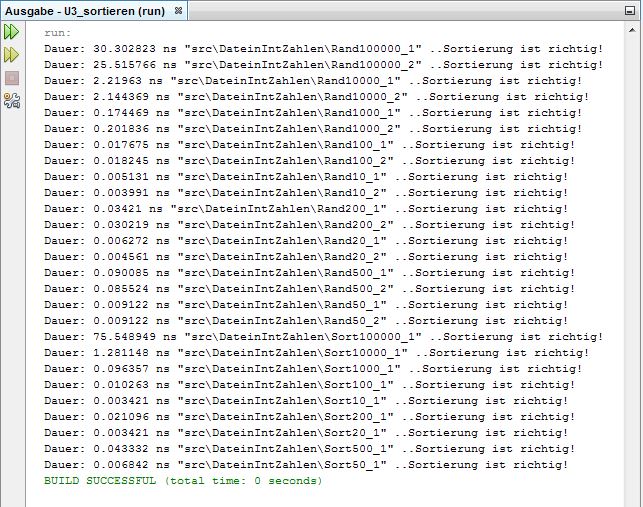 Ausgabe - U3_sortieren (run)
run:
Dauer: 30.302823 ns "src\DateinIntZahlen\Rand100000_1" ..Sortierung ist richtig!
Dauer: 25.515766 ns "src\DateinIntZahlen\Rand100000_2" ..Sortierung ist richtig!
Dauer: 2.21963 ns "src\DateinIntZahlen\Rand10000_1" ..Sortierung ist richtig!
Dauer: 2.144369 ns "src\DateinIntZahlen\Rand10000_2" ..Sortierung ist richtig!
Dauer: 0.174469 ns "src\DateinIntZahlen\Rand1000_1" ..Sortierung ist richtig!
Dauer: 0.201836 ns "src\DateinIntZahlen\Rand1000_2" ..Sortierung ist richtig!
Dauer: 0.017675 ns "src\DateinIntZahlen\Rand100_1" ..Sortierung ist richtig!
Dauer: 0.018245 ns "src\DateinIntZahlen\Rand100_2" ..Sortierung ist richtig!
Dauer: 0.005131 ns "src\DateinIntZahlen\Rand10_1" ..Sortierung ist richtig!
Dauer: 0.003991 ns "src\DateinIntZahlen\Rand10_2" ..Sortierung ist richtig!
Dauer: 0.03421 ns "src\DateinIntZahlen\Rand200_1" ..Sortierung ist richtig!
Dauer: 0.030219 ns "src\DateinIntZahlen\Rand200_2" ..Sortierung ist richtig!
Dauer: 0.006272 ns "src\DateinIntZahlen\Rand20_1" ..Sortierung ist richtig!
Dauer: 0.004561 ns "src\DateinIntZahlen\Rand20_2" ..Sortierung ist richtig!
Dauer: 0.090085 ns "src\DateinIntZahlen\Rand500_1" ..Sortierung ist richtig!
Dauer: 0.085524 ns "src\DateinIntZahlen\Rand500_2" ..Sortierung ist richtig!
Dauer: 0.009122 ns "src\DateinIntZahlen\Rand50_1" ..Sortierung ist richtig!
Dauer: 0.009122 ns "src\DateinIntZahlen\Rand50_2" ..Sortierung ist richtig!
Dauer: 75.548949 ns "src\DateinIntZahlen\Sort100000_1" ..Sortierung ist richtig!
Dauer: 1.281148 ns "src\DateinIntZahlen\Sort10000_1" ..Sortierung ist richtig!
Dauer: 0.096357 ns "src\DateinIntZahlen\Sort1000_1" ..Sortierung ist richtig!
Dauer: 0.010263 ns "src\DateinIntZahlen\Sort100_1" ..Sortierung ist richtig!
Dauer: 0.003421 ns "src\DateinIntZahlen\Sort10_1" ..Sortierung ist richtig!
Dauer: 0.021096 ns "src\DateinIntZahlen\Sort200_1" ..Sortierung ist richtig!
Dauer: 0.003421 ns "src\DateinIntZahlen\Sort20_1" ..Sortierung ist richtig!
Dauer: 0.043332 ns "src\DateinIntZahlen\Sort500_1" ..Sortierung ist richtig!
Dauer: 0.006842 ns "src\DateinIntZahlen\Sort50_1" ..Sortierung ist richtig!
BUILD SUCCESSFUL (total time: 0 seconds)